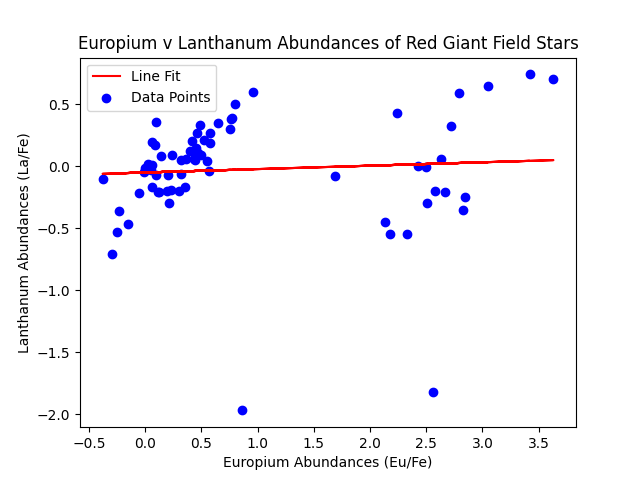 Europium v Lanthanum Abundances of Red Giant Field Stars
Line Fit
Data Points
0.5
0.0
−0.5
−1.0
−1.5
−2.0
Lanthanum Abundances (La/Fe)
−0.5 0.0 0.5 1.0 1.5 2.0 2.5 3.0 3.5
Europium Abundances (Eu/Fe)